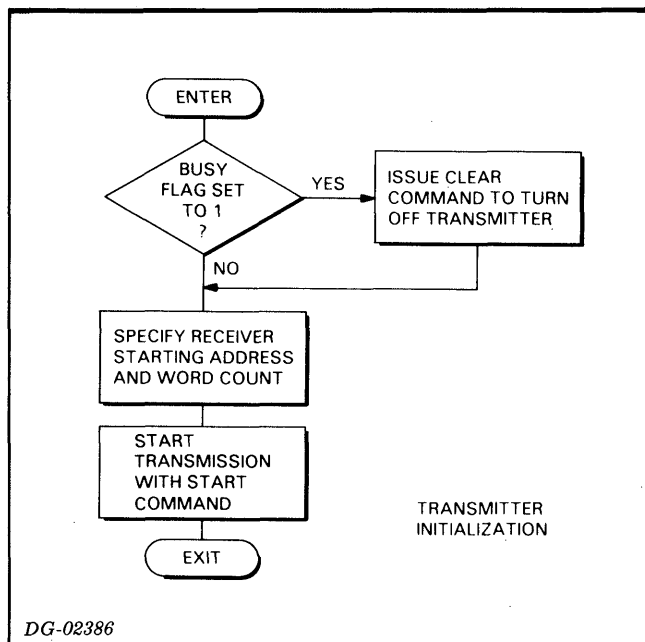 ENTER
BUSY
FLAG SET
TO 1
?
YES
ISSUE CLEAR
COMMAND TO TURN
OFF TRANSMITTER
NO
SPECIFY RECEIVER
STARTING ADDRESS
AND WORD COUNT
START
TRANSMISSION
WITH START
COMMAND
TRANSMITTER
INITIALIZATION
EXIT
DG-02386